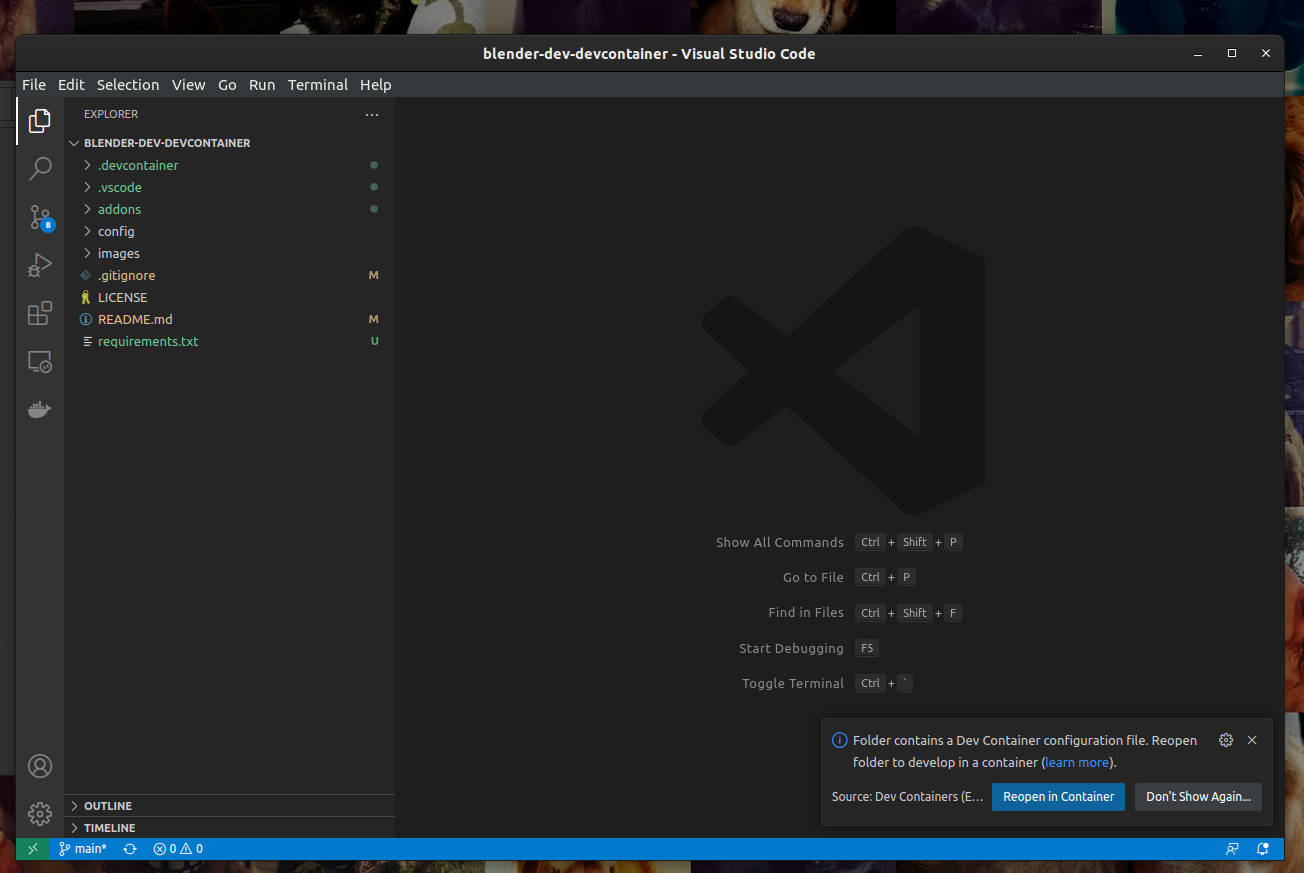 blender-dev-devcontainer - Visual Studio Code
File Edit Selection View Go Run Terminal Help
EXPLORER
BLENDER-DEV-DEVCONTAINER
.devcontainer
.vscode
addons
config
images
.gitignore M
LICENSE
README.md M
requirements.txt U
8
OUTLINE
TIMELINE
Show All Commands Ctrl + Shift + P
Go to File Ctrl + P
Find in Files Ctrl + Shift + F
Start Debugging F5
Toggle Terminal Ctrl + `
Folder contains a Dev Container configuration file. Reopen
folder to develop in a container (learn more).
Source: Dev Containers (E… Reopen in Container Don't Show Again...
main* 0 0